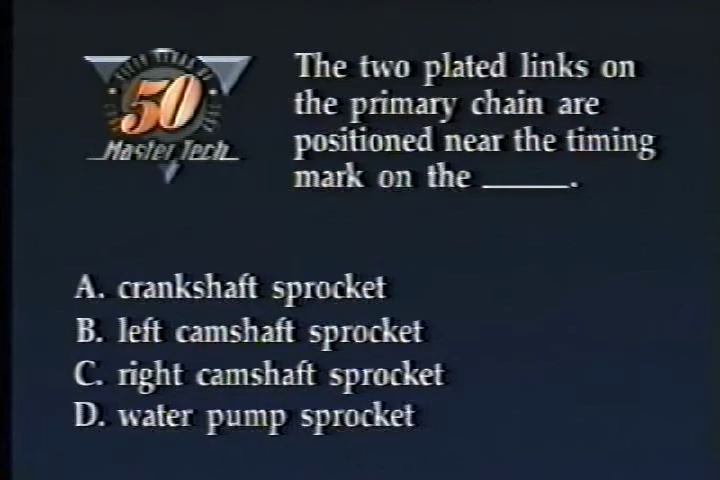 50
Master Tech
The two plated links on
the primary chain are
positioned near the timing
mark on the _____.
A. crankshaft sprocket
B. left camshaft sprocket
C. right camshaft sprocket
D. water pump sprocket